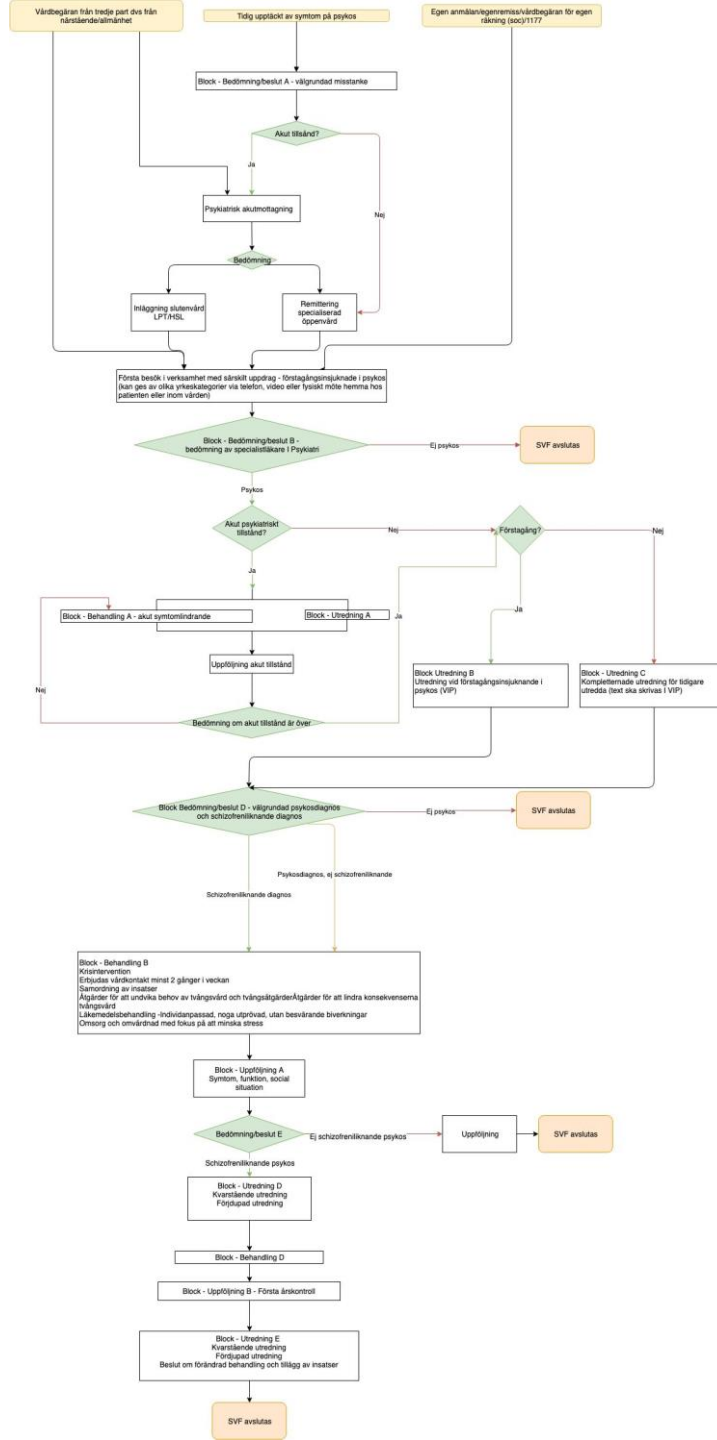 Vårdbegäran från tredje part dvs från
närstående/allmänhet
Tidig upptäckt av symtom på psykos
Egen anmälan/egenremiss/vårdbegäran för egen
räkning (soc)/1177
Block - Bedömning/beslut A - välgrundad misstanke
Akut tillsånd?
Ja
Nej
Psykiatrisk akutmottagning
Bedömning
Inläggning slutenvård
LPT/HSL
Remittering
specialiserad
öppenvård
Första besök i verksamhet med särskilt uppdrag - förstagångsinsjuknade i psykos
(kan ges av olika yrkeskategorier via telefon, video eller fysiskt möte hemma hos
patienten eller inom vården)
Block - Bedömning/beslut B -
bedömning av specialistläkare I Psykiatri
Ej psykos
SVF avslutas
Psykos
Akut psykiatriskt
tillstånd?
Nej
Förstagång?
Nej
Ja
Ja
Block - Behandling A - akut symtomlindrande
Block - Utredning A
Ja
Uppföljning akut tillstånd
Nej
Bedömning om akut tillstånd är över
Block Utredning B
Utredning vid förstagångsinsjuknande i
psykos (VIP)
Block - Utredning C
Kompletternade utredning för tidigare
utredda (text ska skrivas I VIP)
Block Bedömning/beslut D - välgrundad psykosdiagnos
och schizofreniliknande diagnos
Ej psykos
SVF avslutas
Psykosdiagnos, ej schizofreniliknande
Schizofreniliknande diagnos
Block - Behandling B
Krisintervention
Erbjudas vårdkontakt minst 2 gånger i veckan
Samordning av insatser
Åtgärder för att undvika behov av tvångsvård och tvångsåtgärderÅtgärder för att lindra konsekvenserna
tvångsvård
Läkemedelsbehandling -Individanpassad, noga utprövad, utan besvärande biverkningar
Omsorg och omvårdnad med fokus på att minska stress
Block - Uppföljning A
Symtom, funktion, social
situation
Bedömning/beslut E
Ej schizofreniliknande psykos
Uppföljning
SVF avslutas
Schizofreniliknande psykos
Block - Utredning D
Kvarstående utredning
Förjdupad utredning
Block - Behandling D
Block - Uppföljning B - Första årskontroll
Block - Utredning E
Kvarstående utredning
Fördjupad utredning
Beslut om förändrad behandling och tillägg av insatser
SVF avslutas